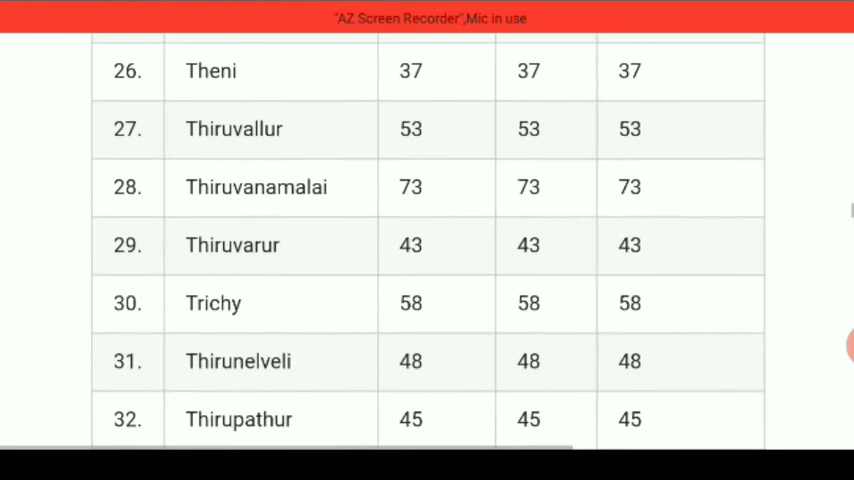 "AZ Screen Recorder",Mic in use
26. Theni 37 37 37
27. Thiruvallur 53 53 53
28. Thiruvanamalai 73 73 73
29. Thiruvarur 43 43 43
30. Trichy 58 58 58
31. Thirunelveli 48 48 48
32. Thirupathur 45 45 45